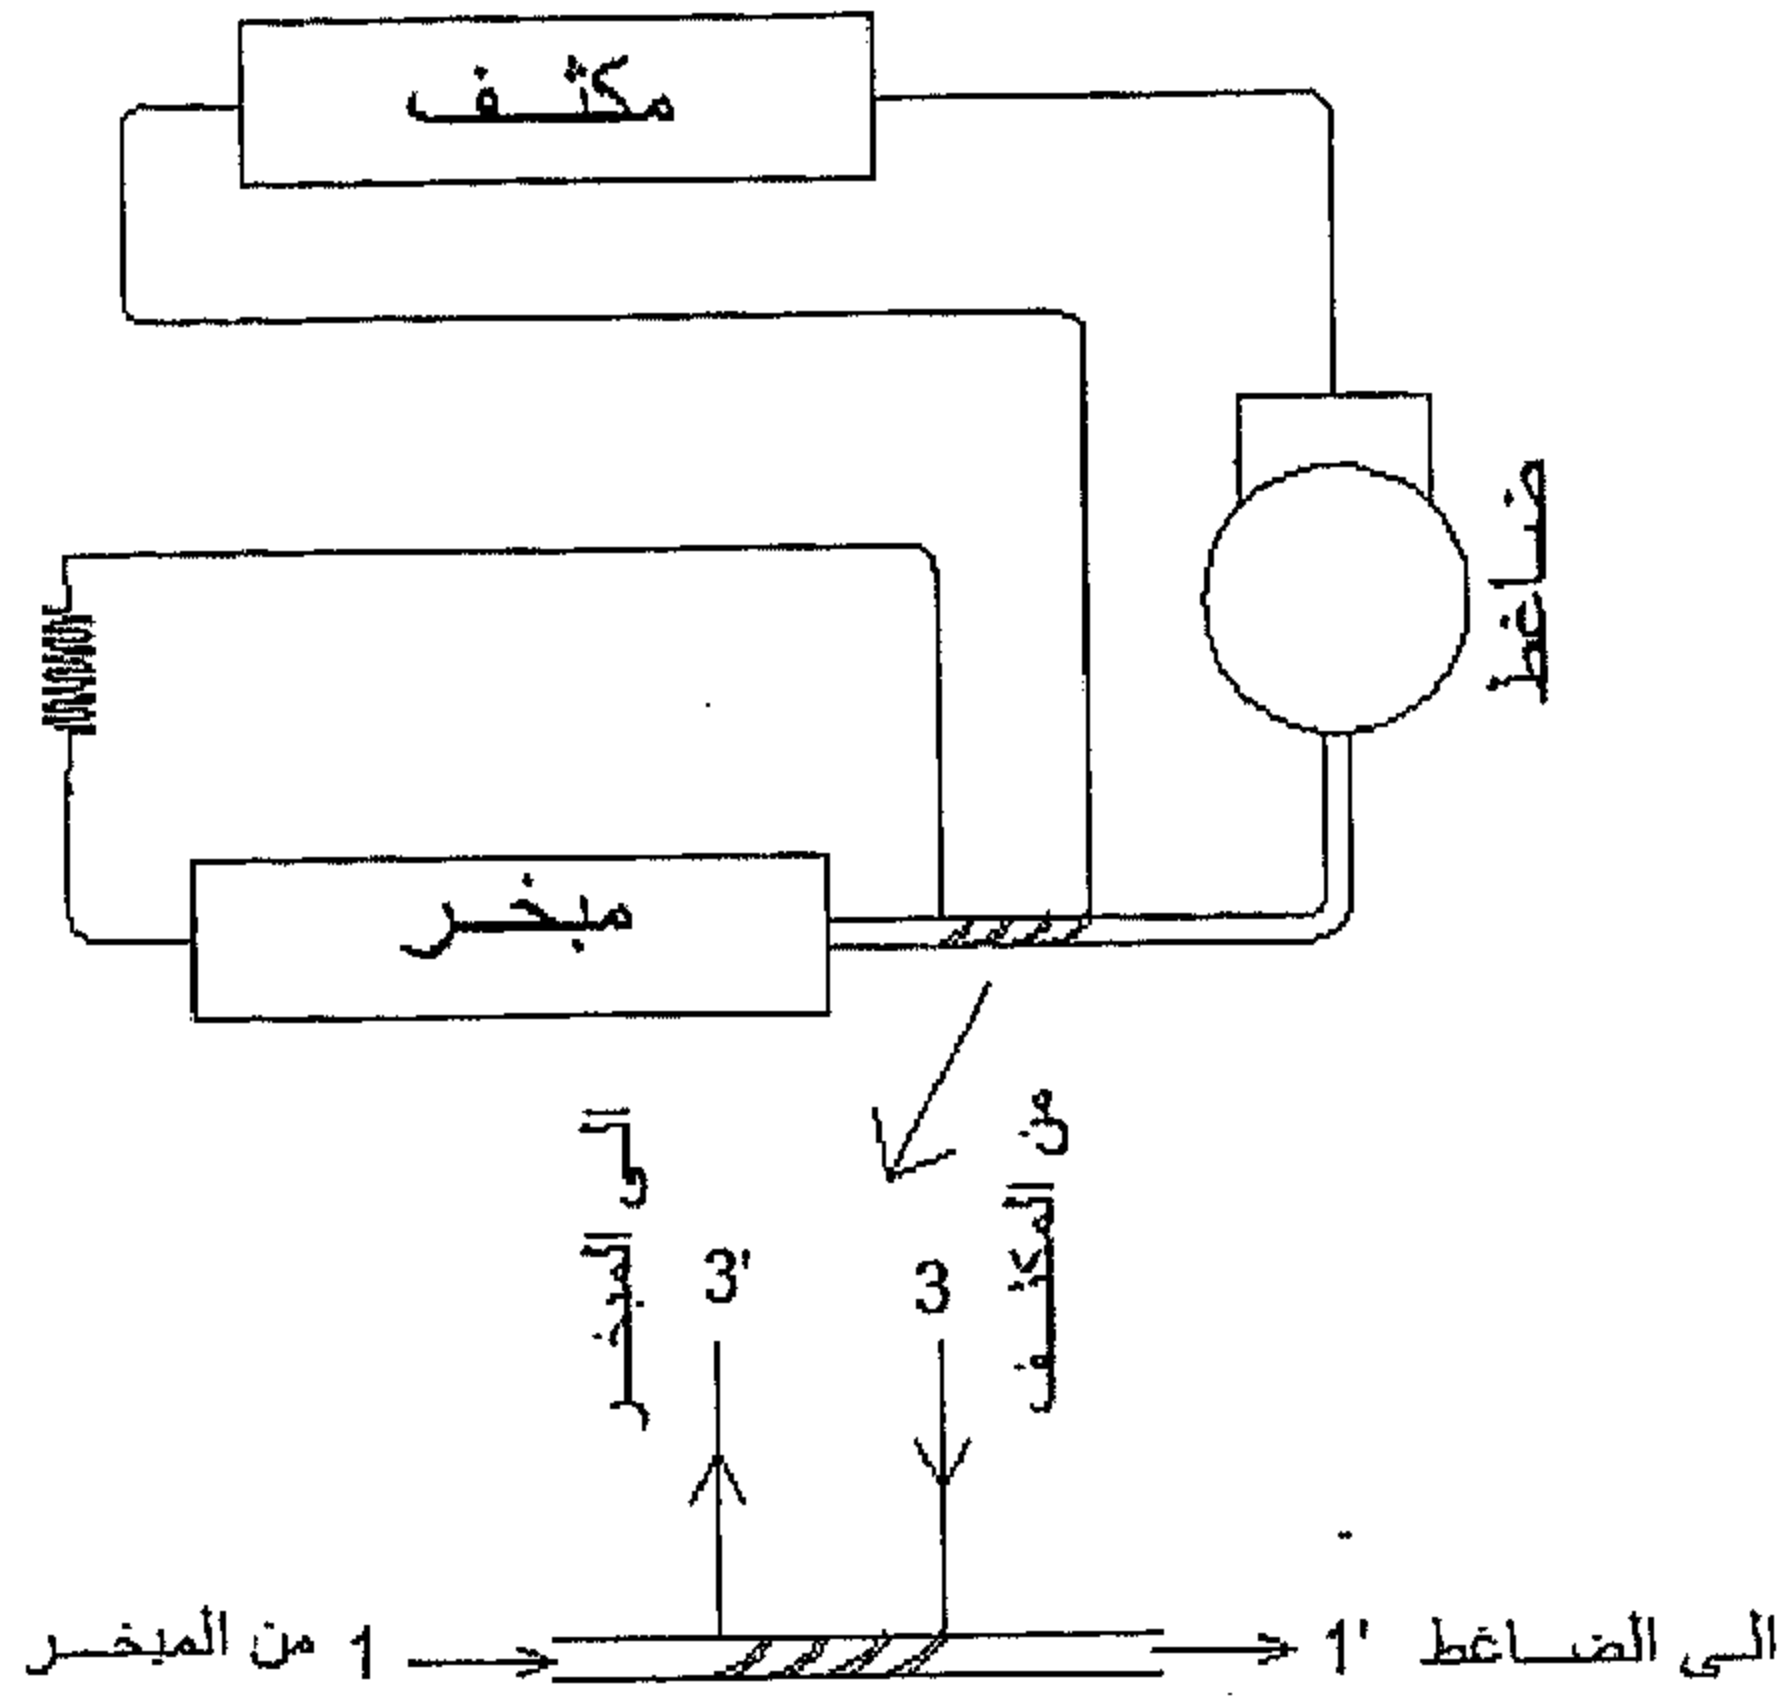 مكثف
ضاغط
مبخر
الى المبخر
3'
3
من المكثف
من المبخر 1
1' الى الضاغط